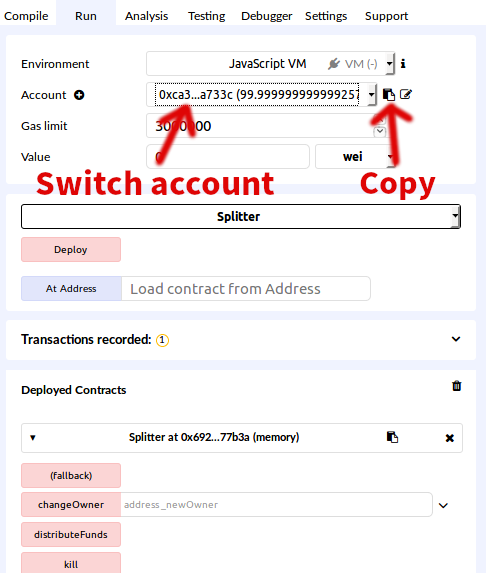 Compile Run Analysis Testing Debugger Settings Support
Environment JavaScript VM VM (-) i
Account 0xca3...a733c (99.999999999999257
Gas limit 3000000
Value 0 wei
Switch account Copy
Splitter
Deploy
At Address Load contract from Address
Transactions recorded: 1
Deployed Contracts
Splitter at 0x692...77b3a (memory)
(fallback)
changeOwner address _newOwner
distributeFunds
kill